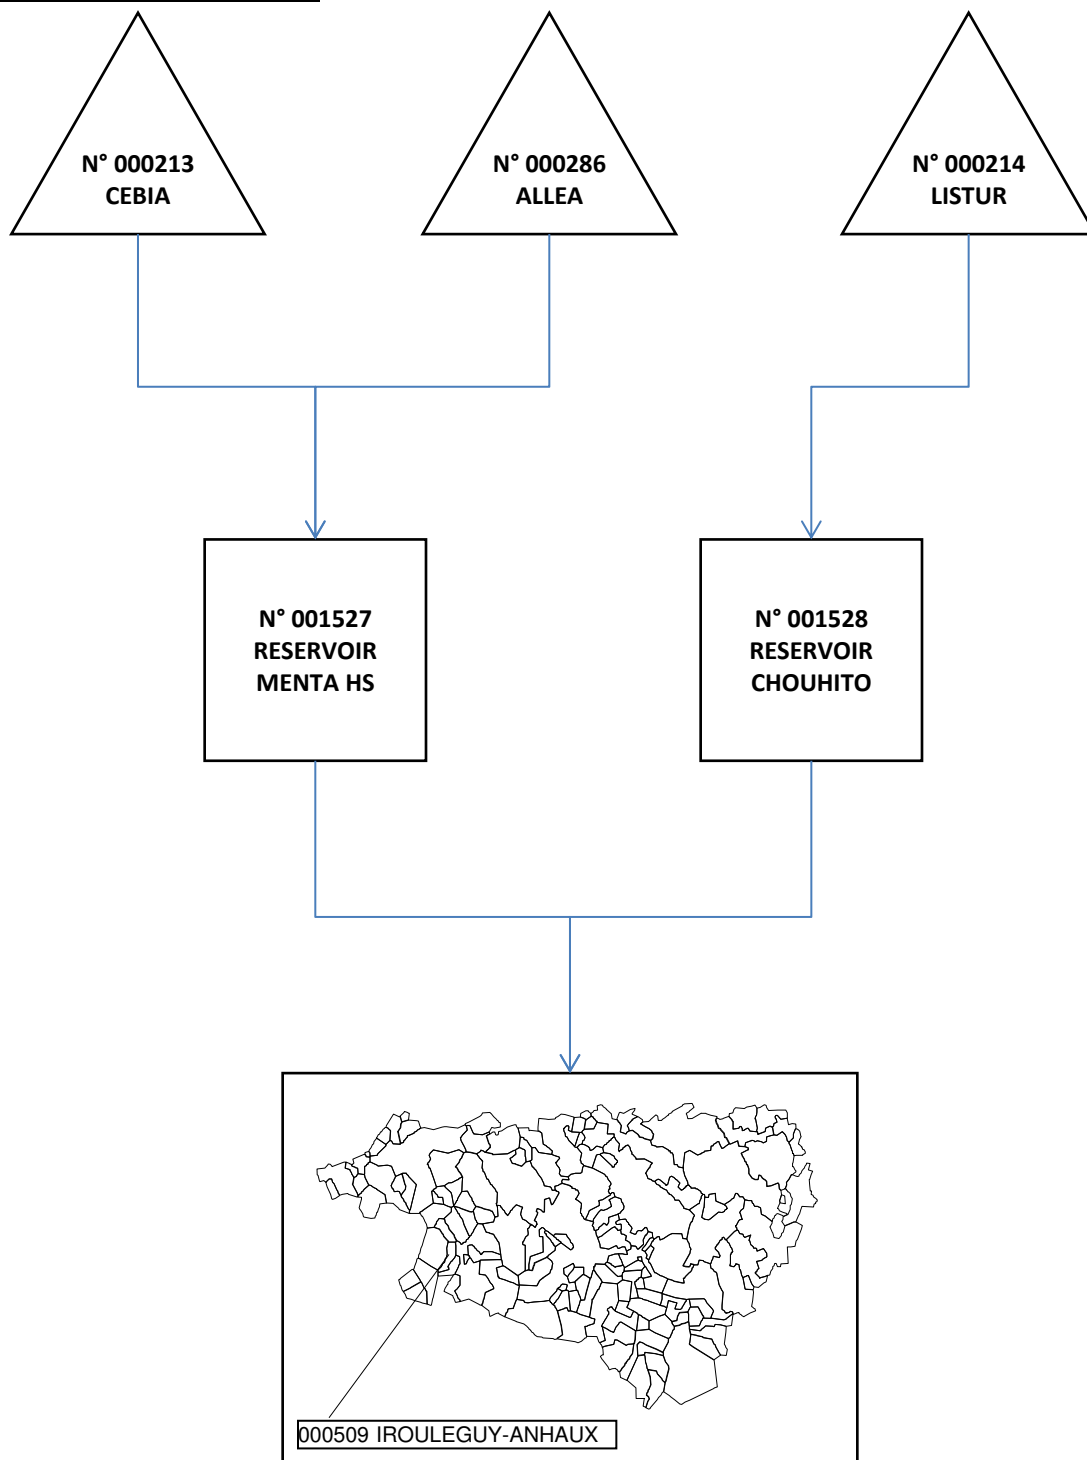 N° 000213
CEBIA
N° 000286
ALLEA
N° 000214
LISTUR
N° 001527
RESERVOIR
MENTA HS
N° 001528
RESERVOIR
CHOUHITO
000509 IROULEGUY-ANHAUX